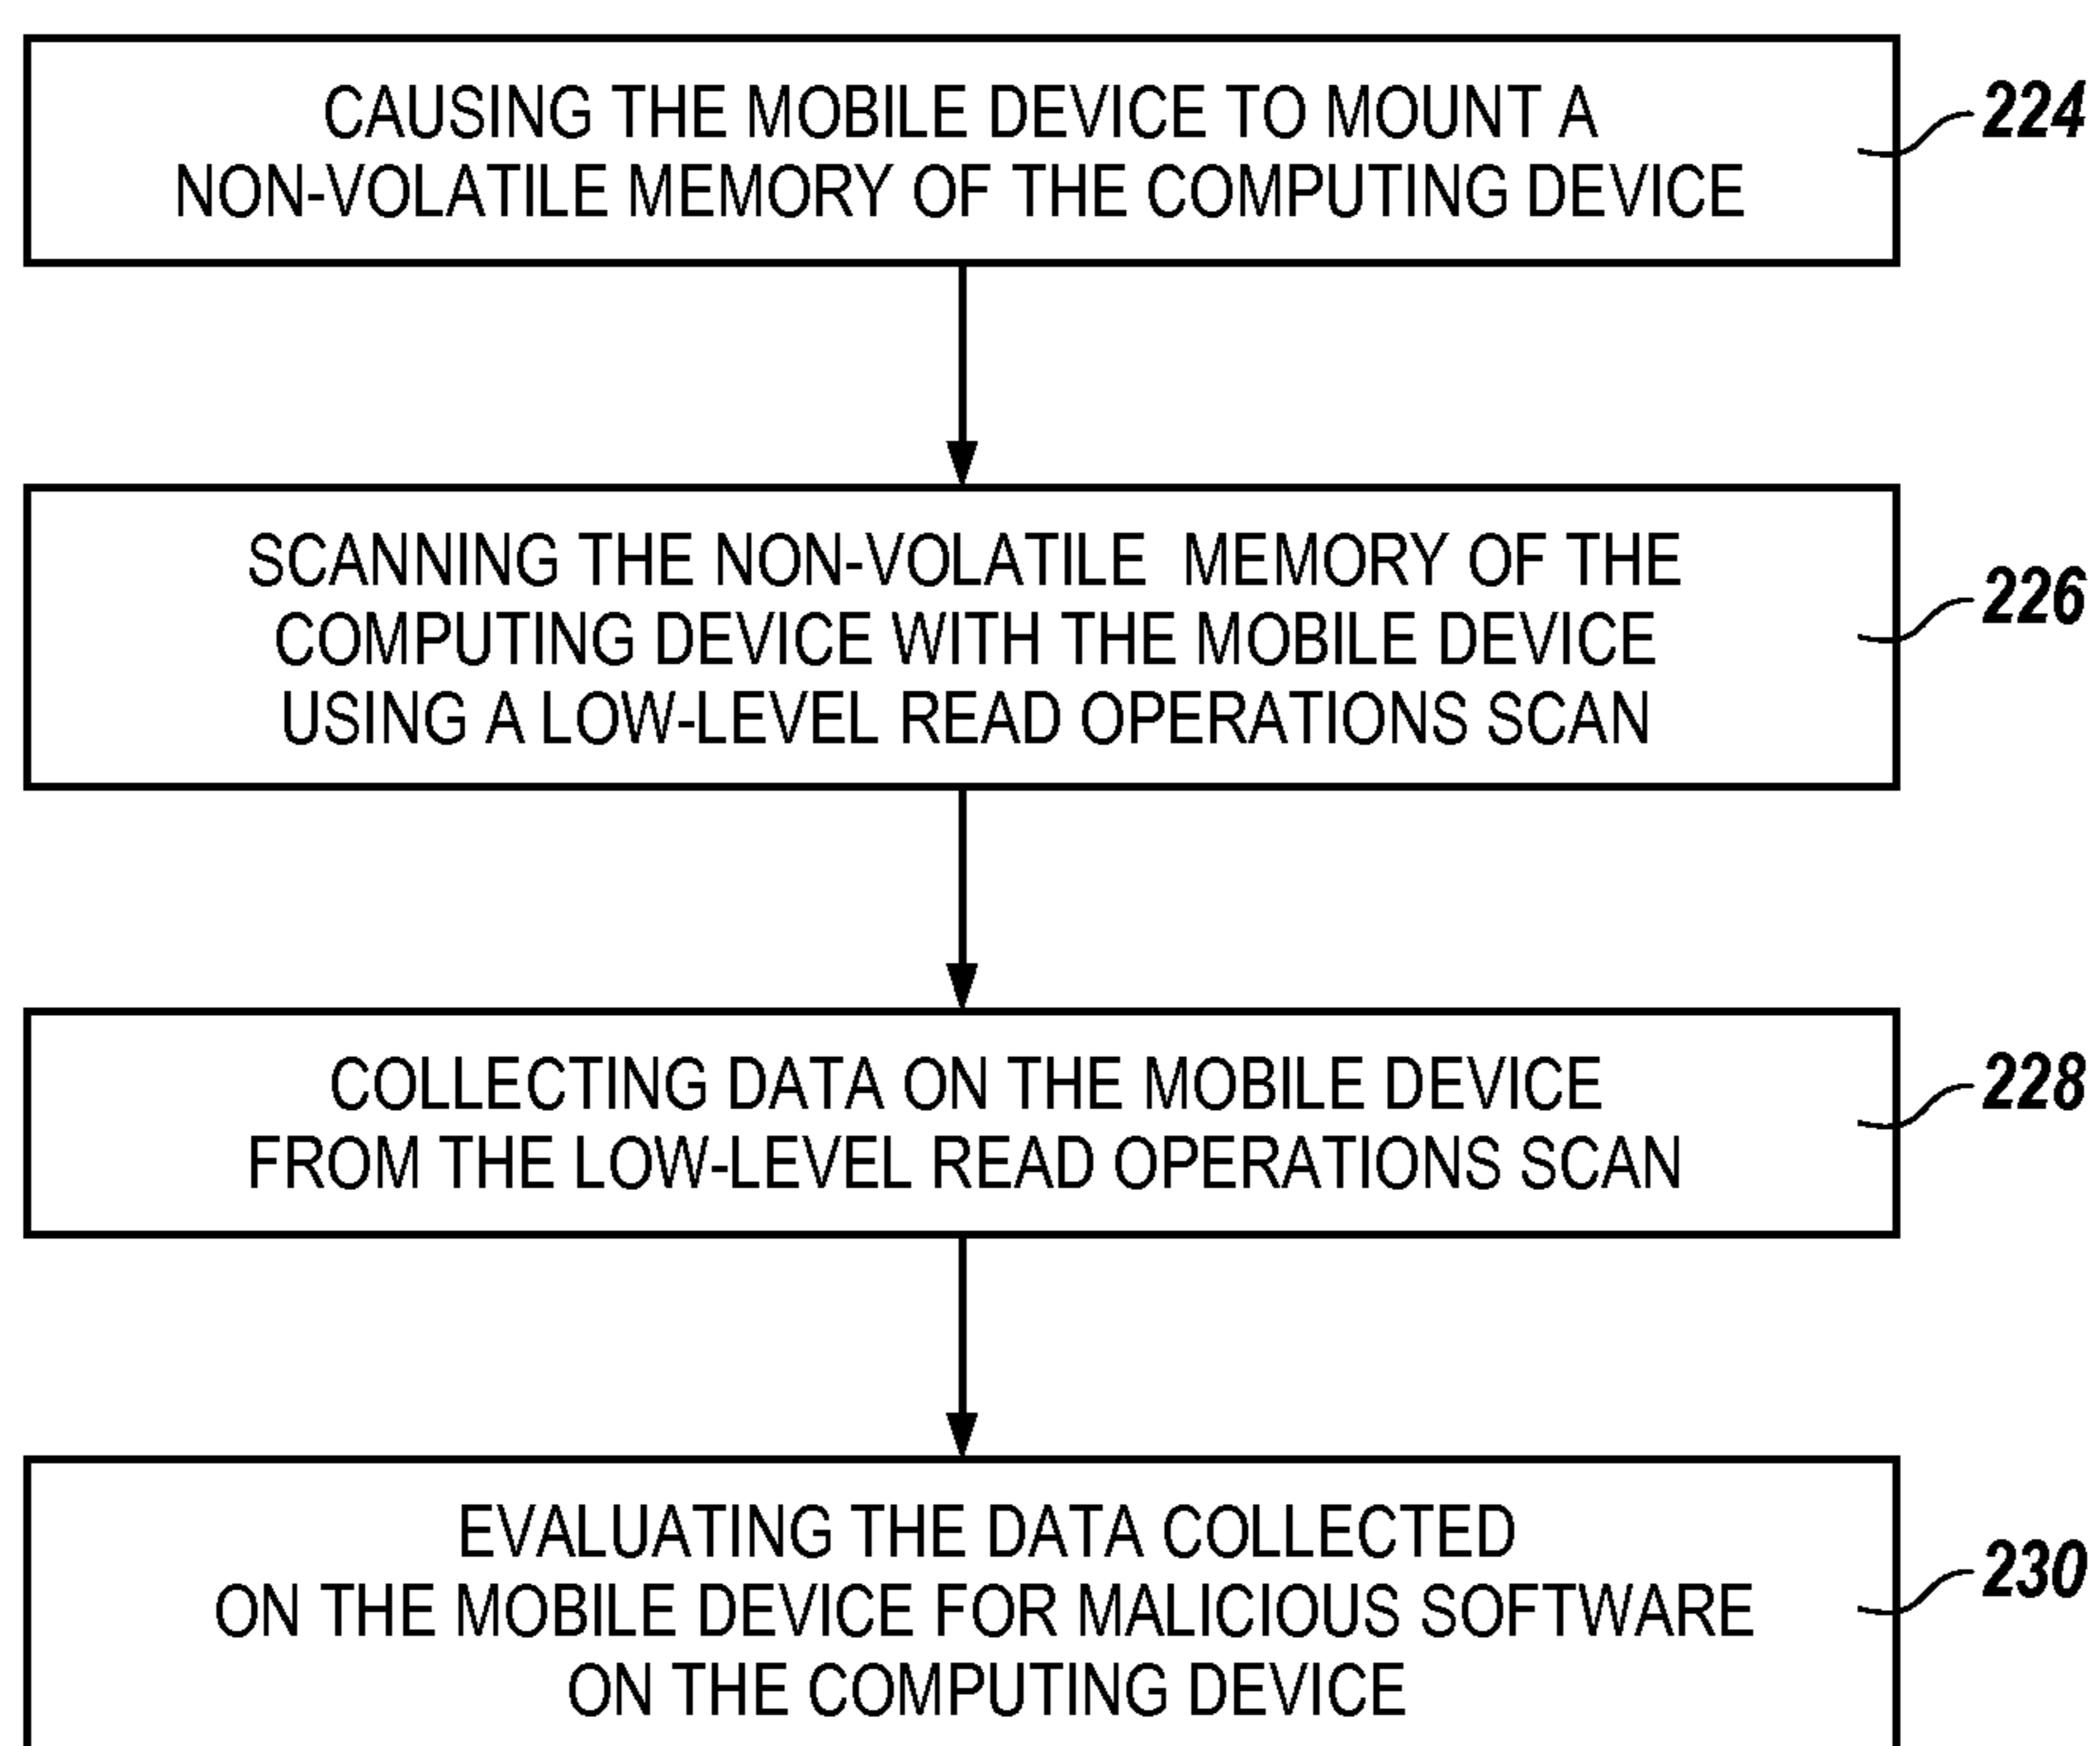 CAUSING THE MOBILE DEVICE TO MOUNT A
NON-VOLATILE MEMORY OF THE COMPUTING DEVICE
224
SCANNING THE NON-VOLATILE MEMORY OF THE
COMPUTING DEVICE WITH THE MOBILE DEVICE
USING A LOW-LEVEL READ OPERATIONS SCAN
226
COLLECTING DATA ON THE MOBILE DEVICE
FROM THE LOW-LEVEL READ OPERATIONS SCAN
228
EVALUATING THE DATA COLLECTED
ON THE MOBILE DEVICE FOR MALICIOUS SOFTWARE
ON THE COMPUTING DEVICE
230